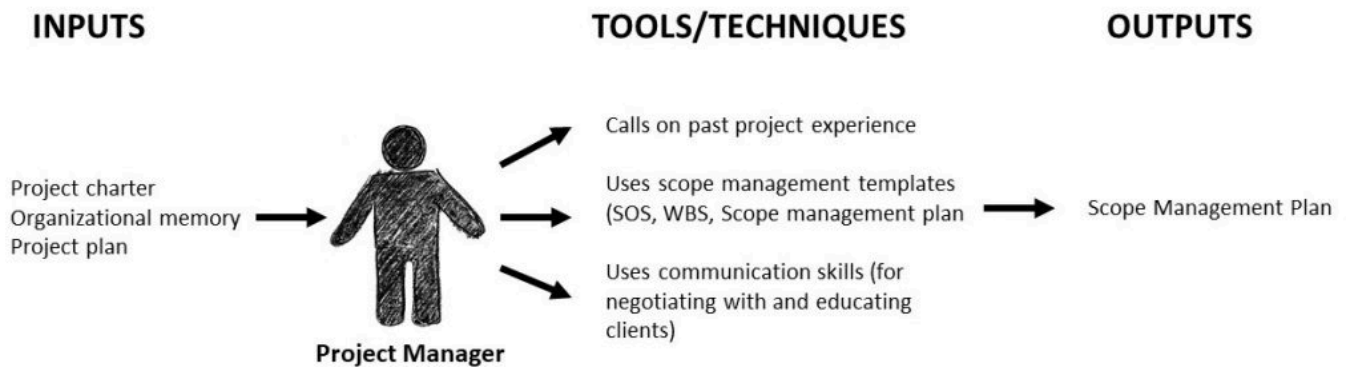 INPUTS
TOOLS/TECHNIQUES
OUTPUTS
Project charter
Organizational memory
Project plan
Project Manager
Calls on past project experience
Uses scope management templates
(SOS, WBS, Scope management plan
Uses communication skills (for
negotiating with and educating
clients)
Scope Management Plan